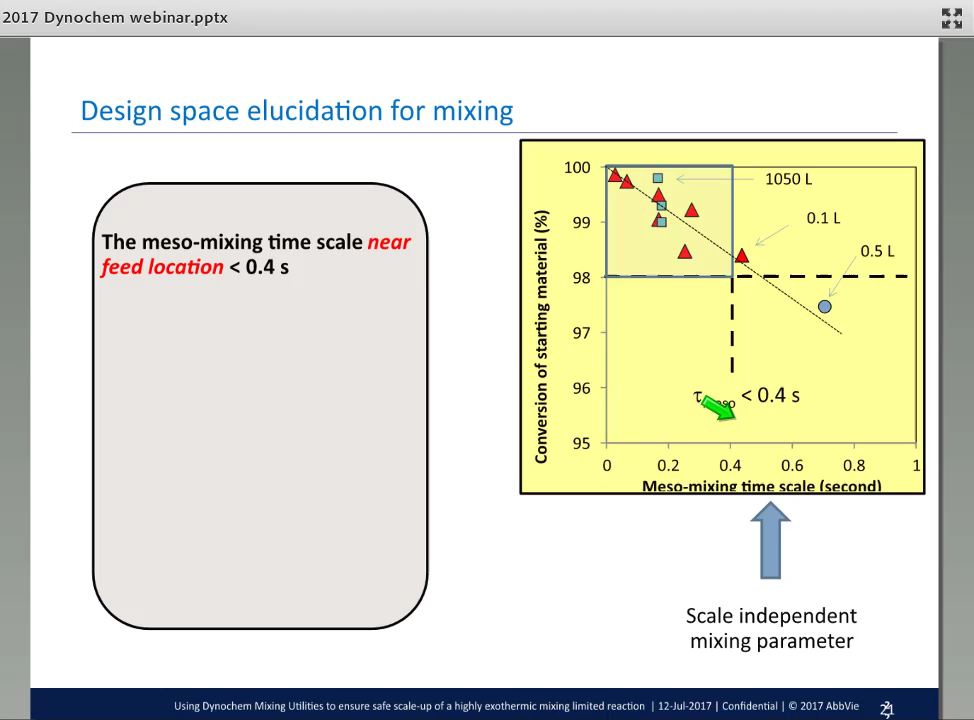 2017 Dynochem webinar.pptx
Design space elucidation for mixing
The meso-mixing time scale near
feed location < 0.4 s
100
99
98
97
96
95
0
0.2
0.4
0.6
0.8
1
Conversion of starting material (%)
Meso-mixing time scale (second)
1050 L
0.1 L
0.5 L
τ < 0.4 s
Scale independent
mixing parameter
Using Dynochem Mixing Utilities to ensure safe scale-up of a highly exothermic mixing limited reaction | 12-Jul-2017 | Confidential | © 2017 AbbVie